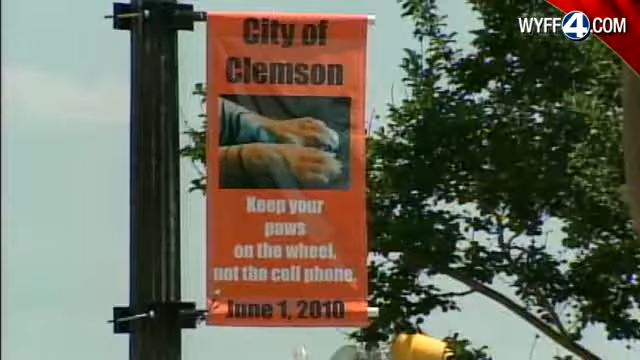 WYFF4.COM
City of
Clemson
Keep your
paws
on the wheel,
not the cell phone.
June 1, 2010